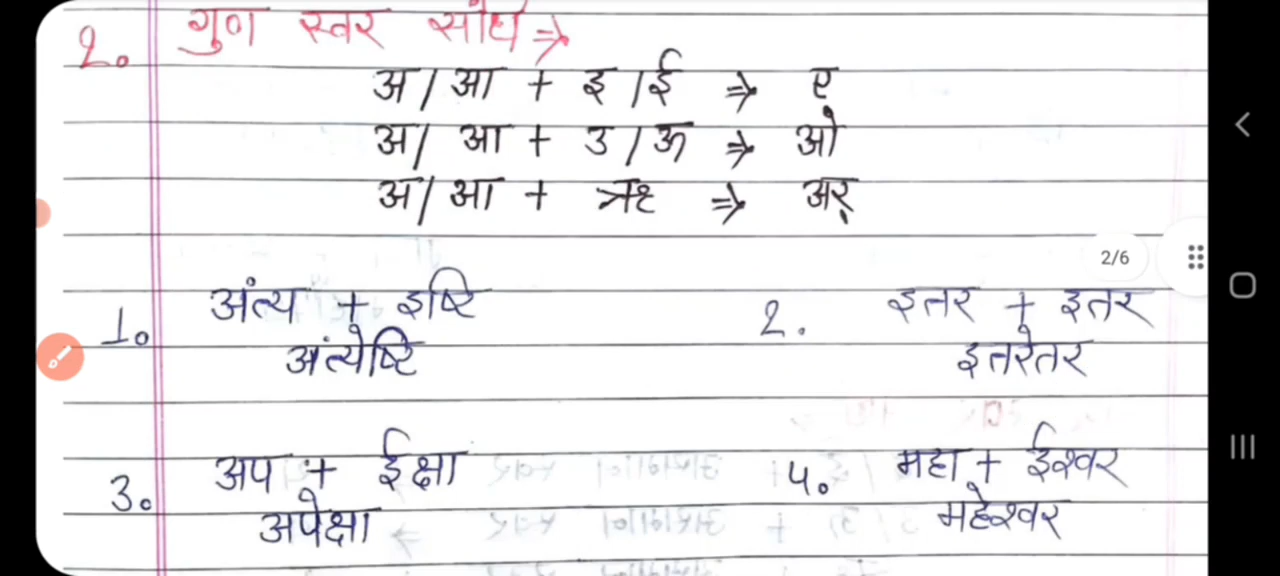 2. गुण स्वर संधि ⇒
अ / आ + इ / ई ⇒ ए
अ / आ + उ / ऊ ⇒ ओ
अ / आ + ऋ ⇒ अर्
2/6
1. अंत्य + इष्टि
अंत्येष्टि
2. इतर + इतर
इतरेतर
3. अप + ईक्षा
अपेक्षा
4. महा + ईश्वर
महेश्वर